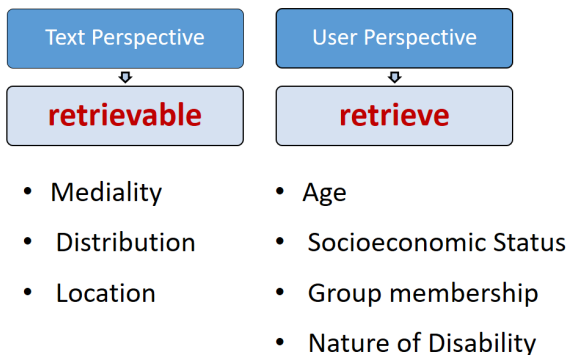 Text Perspective
retrievable
• Mediality
• Distribution
• Location
User Perspective
retrieve
• Age
• Socioeconomic Status
• Group membership
• Nature of Disability